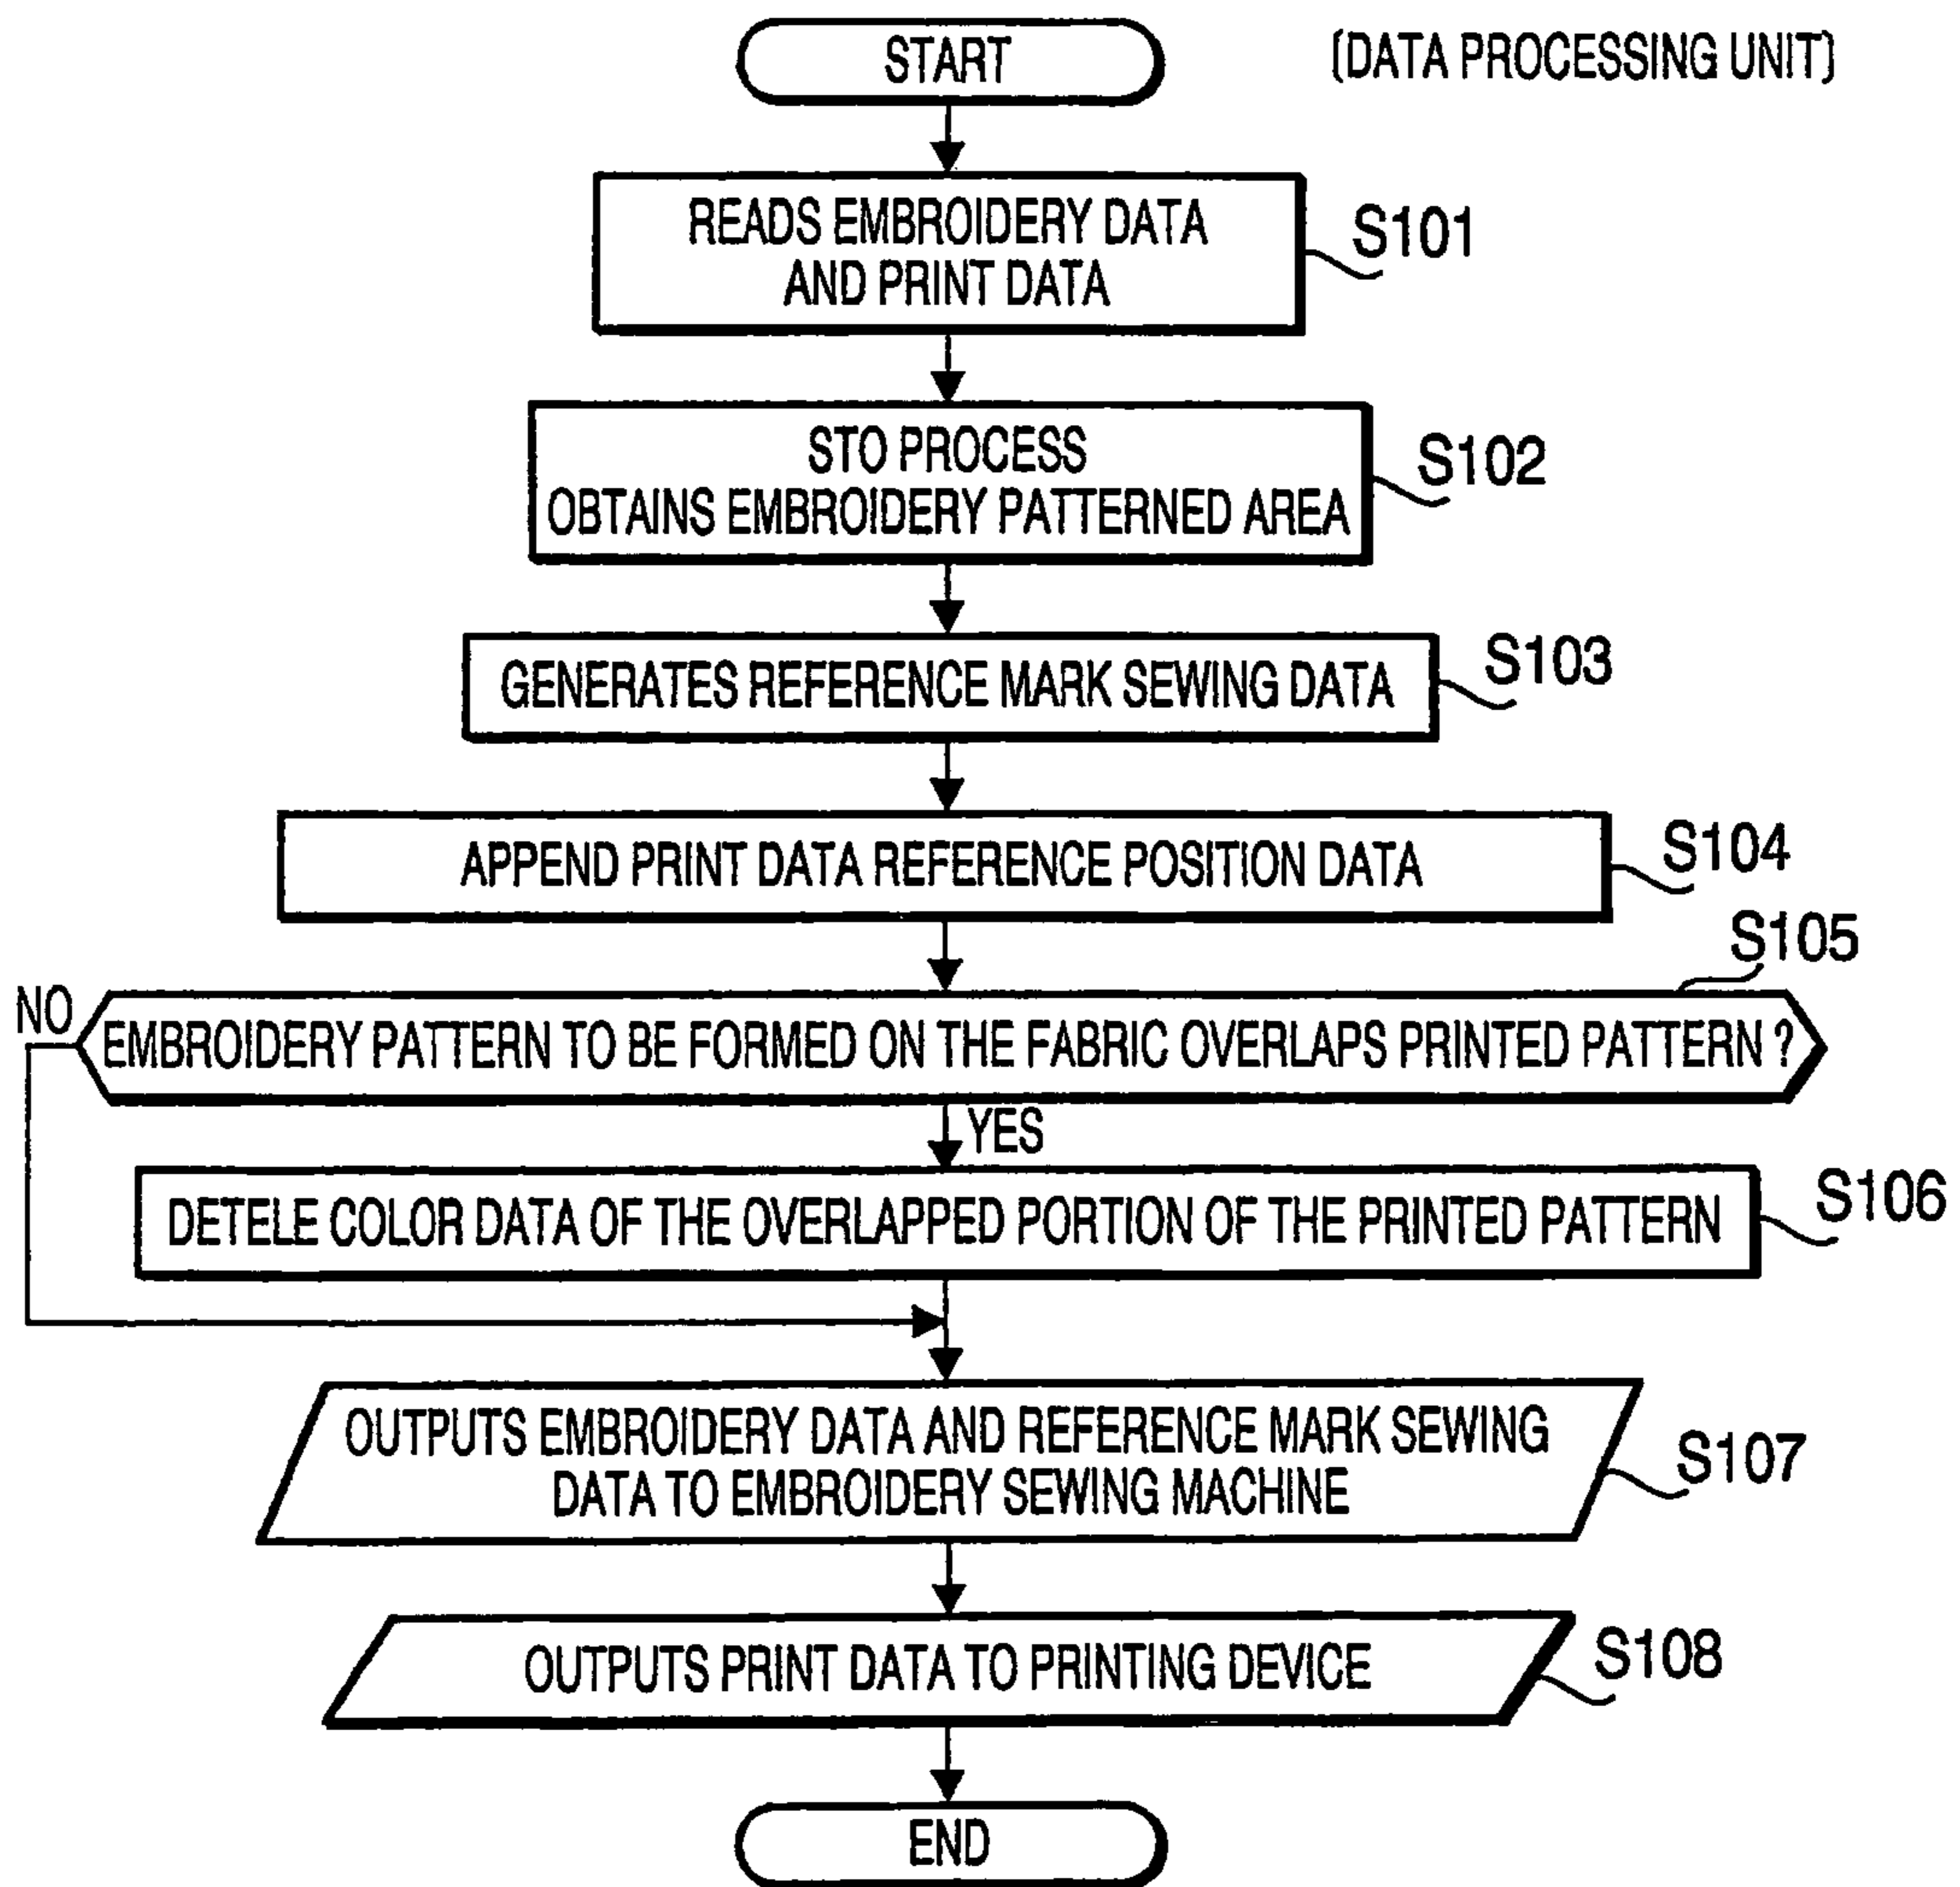 START
(DATA PROCESSING UNIT)
READS EMBROIDERY DATA
AND PRINT DATA
S101
STO PROCESS
OBTAINS EMBROIDERY PATTERNED AREA
S102
GENERATES REFERENCE MARK SEWING DATA
S103
APPEND PRINT DATA REFERENCE POSITION DATA
S104
S105
NO
EMBROIDERY PATTERN TO BE FORMED ON THE FABRIC OVERLAPS PRINTED PATTERN ?
YES
DETELE COLOR DATA OF THE OVERLAPPED PORTION OF THE PRINTED PATTERN
S106
OUTPUTS EMBROIDERY DATA AND REFERENCE MARK SEWING
DATA TO EMBROIDERY SEWING MACHINE
S107
OUTPUTS PRINT DATA TO PRINTING DEVICE
S108
END